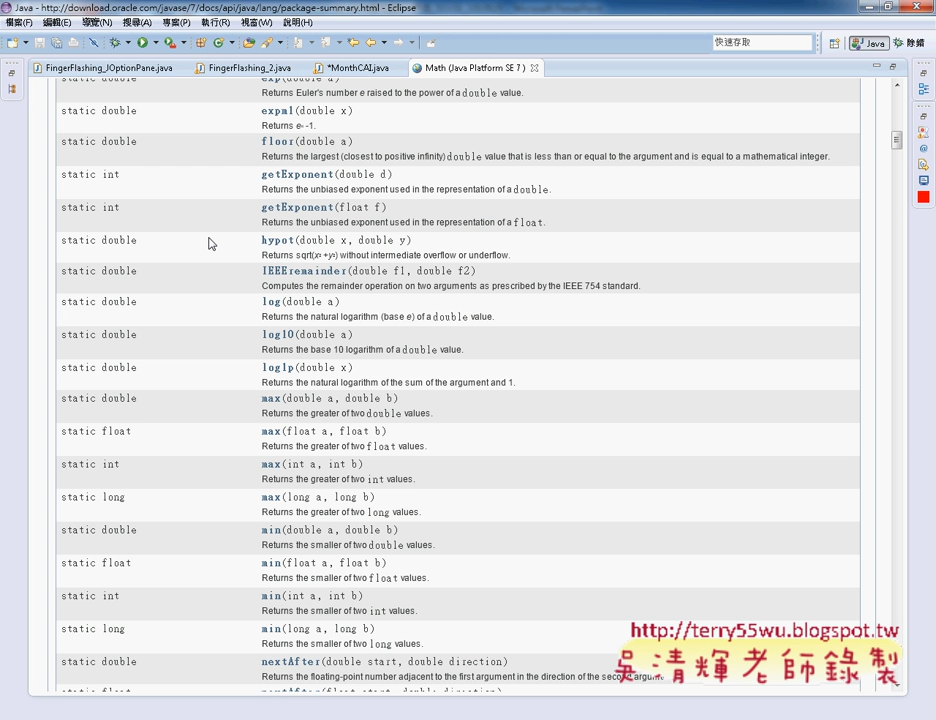 Java - http://download.oracle.com/javase/7/docs/api/java/lang/package-summary.html - Eclipse
檔案(F) 編輯(E) 導覽(N) 搜尋(A) 專案(P) 執行(R) 視窗(W) 說明(H)
快速存取
Java 除錯
FingerFlashing_JOptionPane.java FingerFlashing_2.java *MonthCAI.java Math (Java Platform SE 7 )
static double exp(double a)
Returns Euler's number e raised to the power of a double value.
static double expm1(double x)
Returns eˣ -1.
static double floor(double a)
Returns the largest (closest to positive infinity) double value that is less than or equal to the argument and is equal to a mathematical integer.
static int getExponent(double d)
Returns the unbiased exponent used in the representation of a double.
static int getExponent(float f)
Returns the unbiased exponent used in the representation of a float.
static double hypot(double x, double y)
Returns sqrt(x² +y²) without intermediate overflow or underflow.
static double IEEEremainder(double f1, double f2)
Computes the remainder operation on two arguments as prescribed by the IEEE 754 standard.
static double log(double a)
Returns the natural logarithm (base e) of a double value.
static double log10(double a)
Returns the base 10 logarithm of a double value.
static double log1p(double x)
Returns the natural logarithm of the sum of the argument and 1.
static double max(double a, double b)
Returns the greater of two double values.
static float max(float a, float b)
Returns the greater of two float values.
static int max(int a, int b)
Returns the greater of two int values.
static long max(long a, long b)
Returns the greater of two long values.
static double min(double a, double b)
Returns the smaller of two double values.
static float min(float a, float b)
Returns the smaller of two float values.
static int min(int a, int b)
Returns the smaller of two int values.
static long min(long a, long b)
Returns the smaller of two long values.
static double nextAfter(double start, double direction)
Returns the floating-point number adjacent to the first argument in the direction of the second argume
static float nextAfter(float start, double direction)
http://terry55wu.blogspot.tw
吳清輝老師錄製